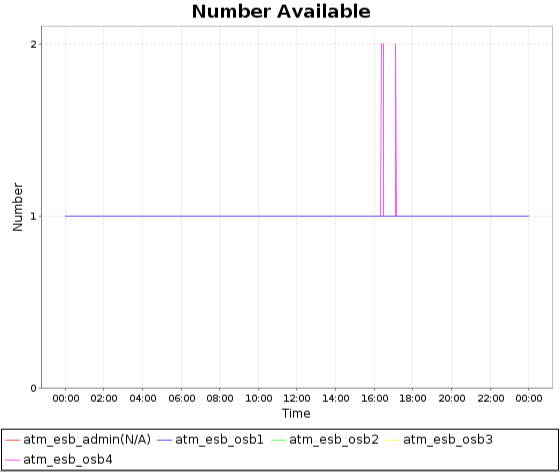 Number Available
2
1
0
Number
00:00 02:00 04:00 06:00 08:00 10:00 12:00 14:00 16:00 18:00 20:00 22:00 00:00
Time
atm_esb_admin(N/A) atm_esb_osb1 atm_esb_osb2 atm_esb_osb3
atm_esb_osb4